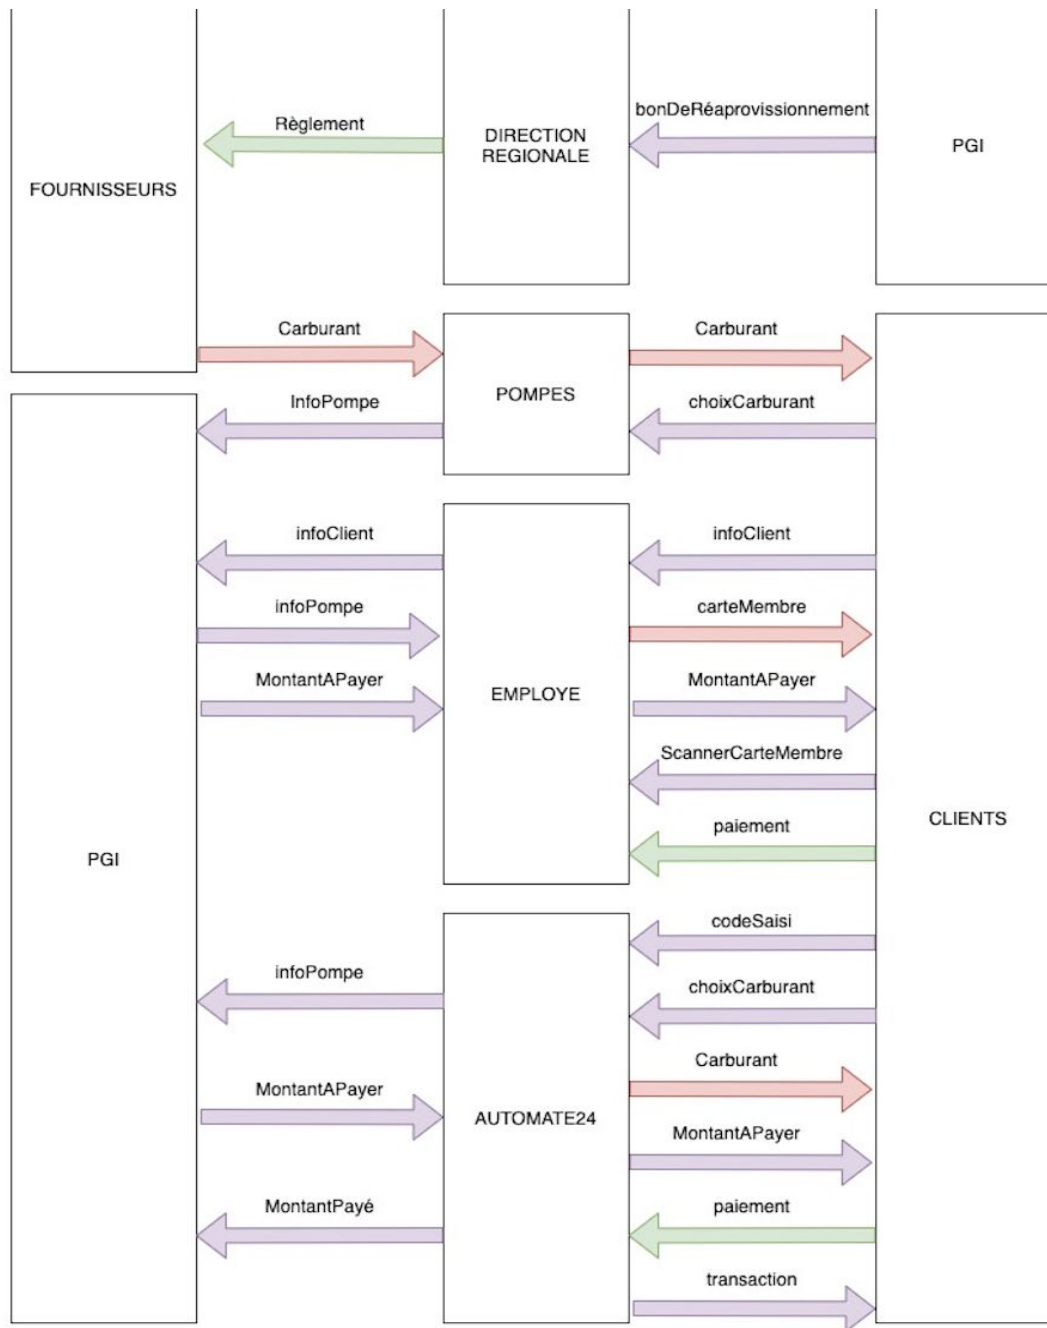 bonDeRéaprovissionnement
Règlement
DIRECTION
REGIONALE
PGI
FOURNISSEURS
Carburant
Carburant
POMPES
InfoPompe
choixCarburant
infoClient
infoClient
infoPompe
carteMembre
MontantAPayer
EMPLOYE
MontantAPayer
ScannerCarteMembre
CLIENTS
paiement
PGI
codeSaisi
infoPompe
choixCarburant
Carburant
MontantAPayer
AUTOMATE24
MontantAPayer
MontantPayé
paiement
transaction